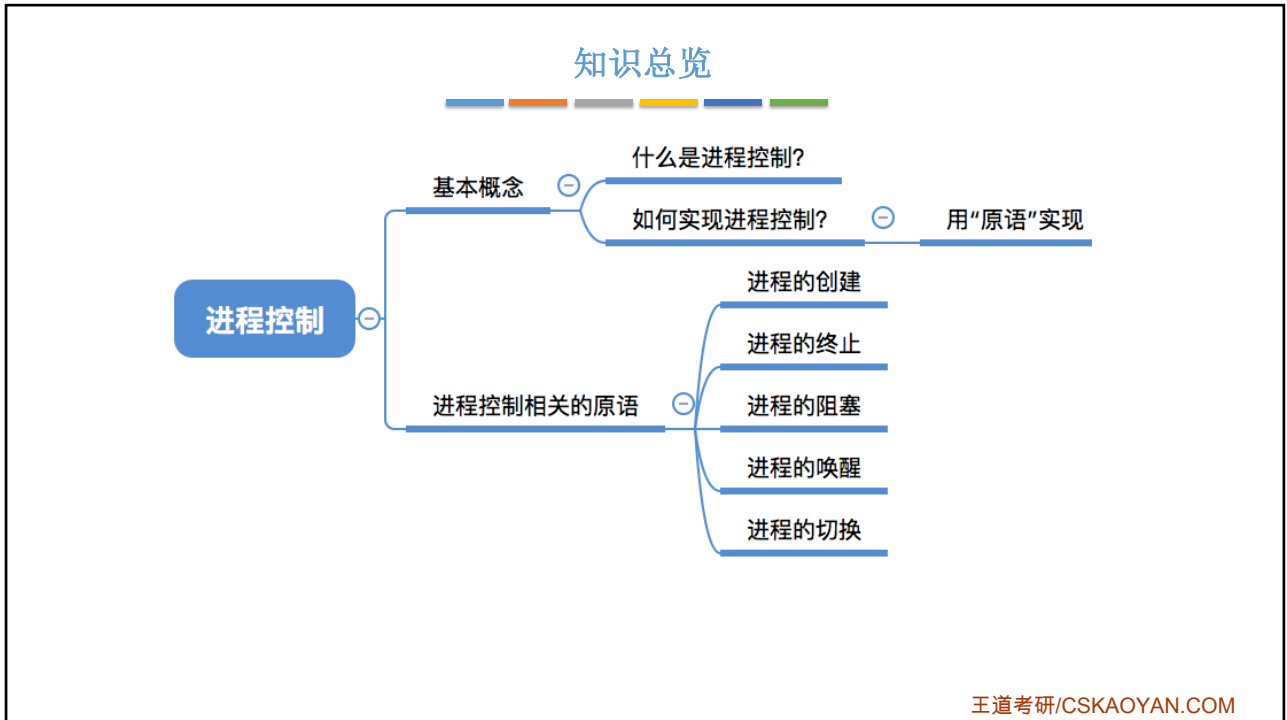 知识总览
什么是进程控制?
基本概念
如何实现进程控制?
用“原语”实现
进程控制
进程控制相关的原语
进程的创建
进程的终止
进程的阻塞
进程的唤醒
进程的切换
王道考研/CSKAOYAN.COM